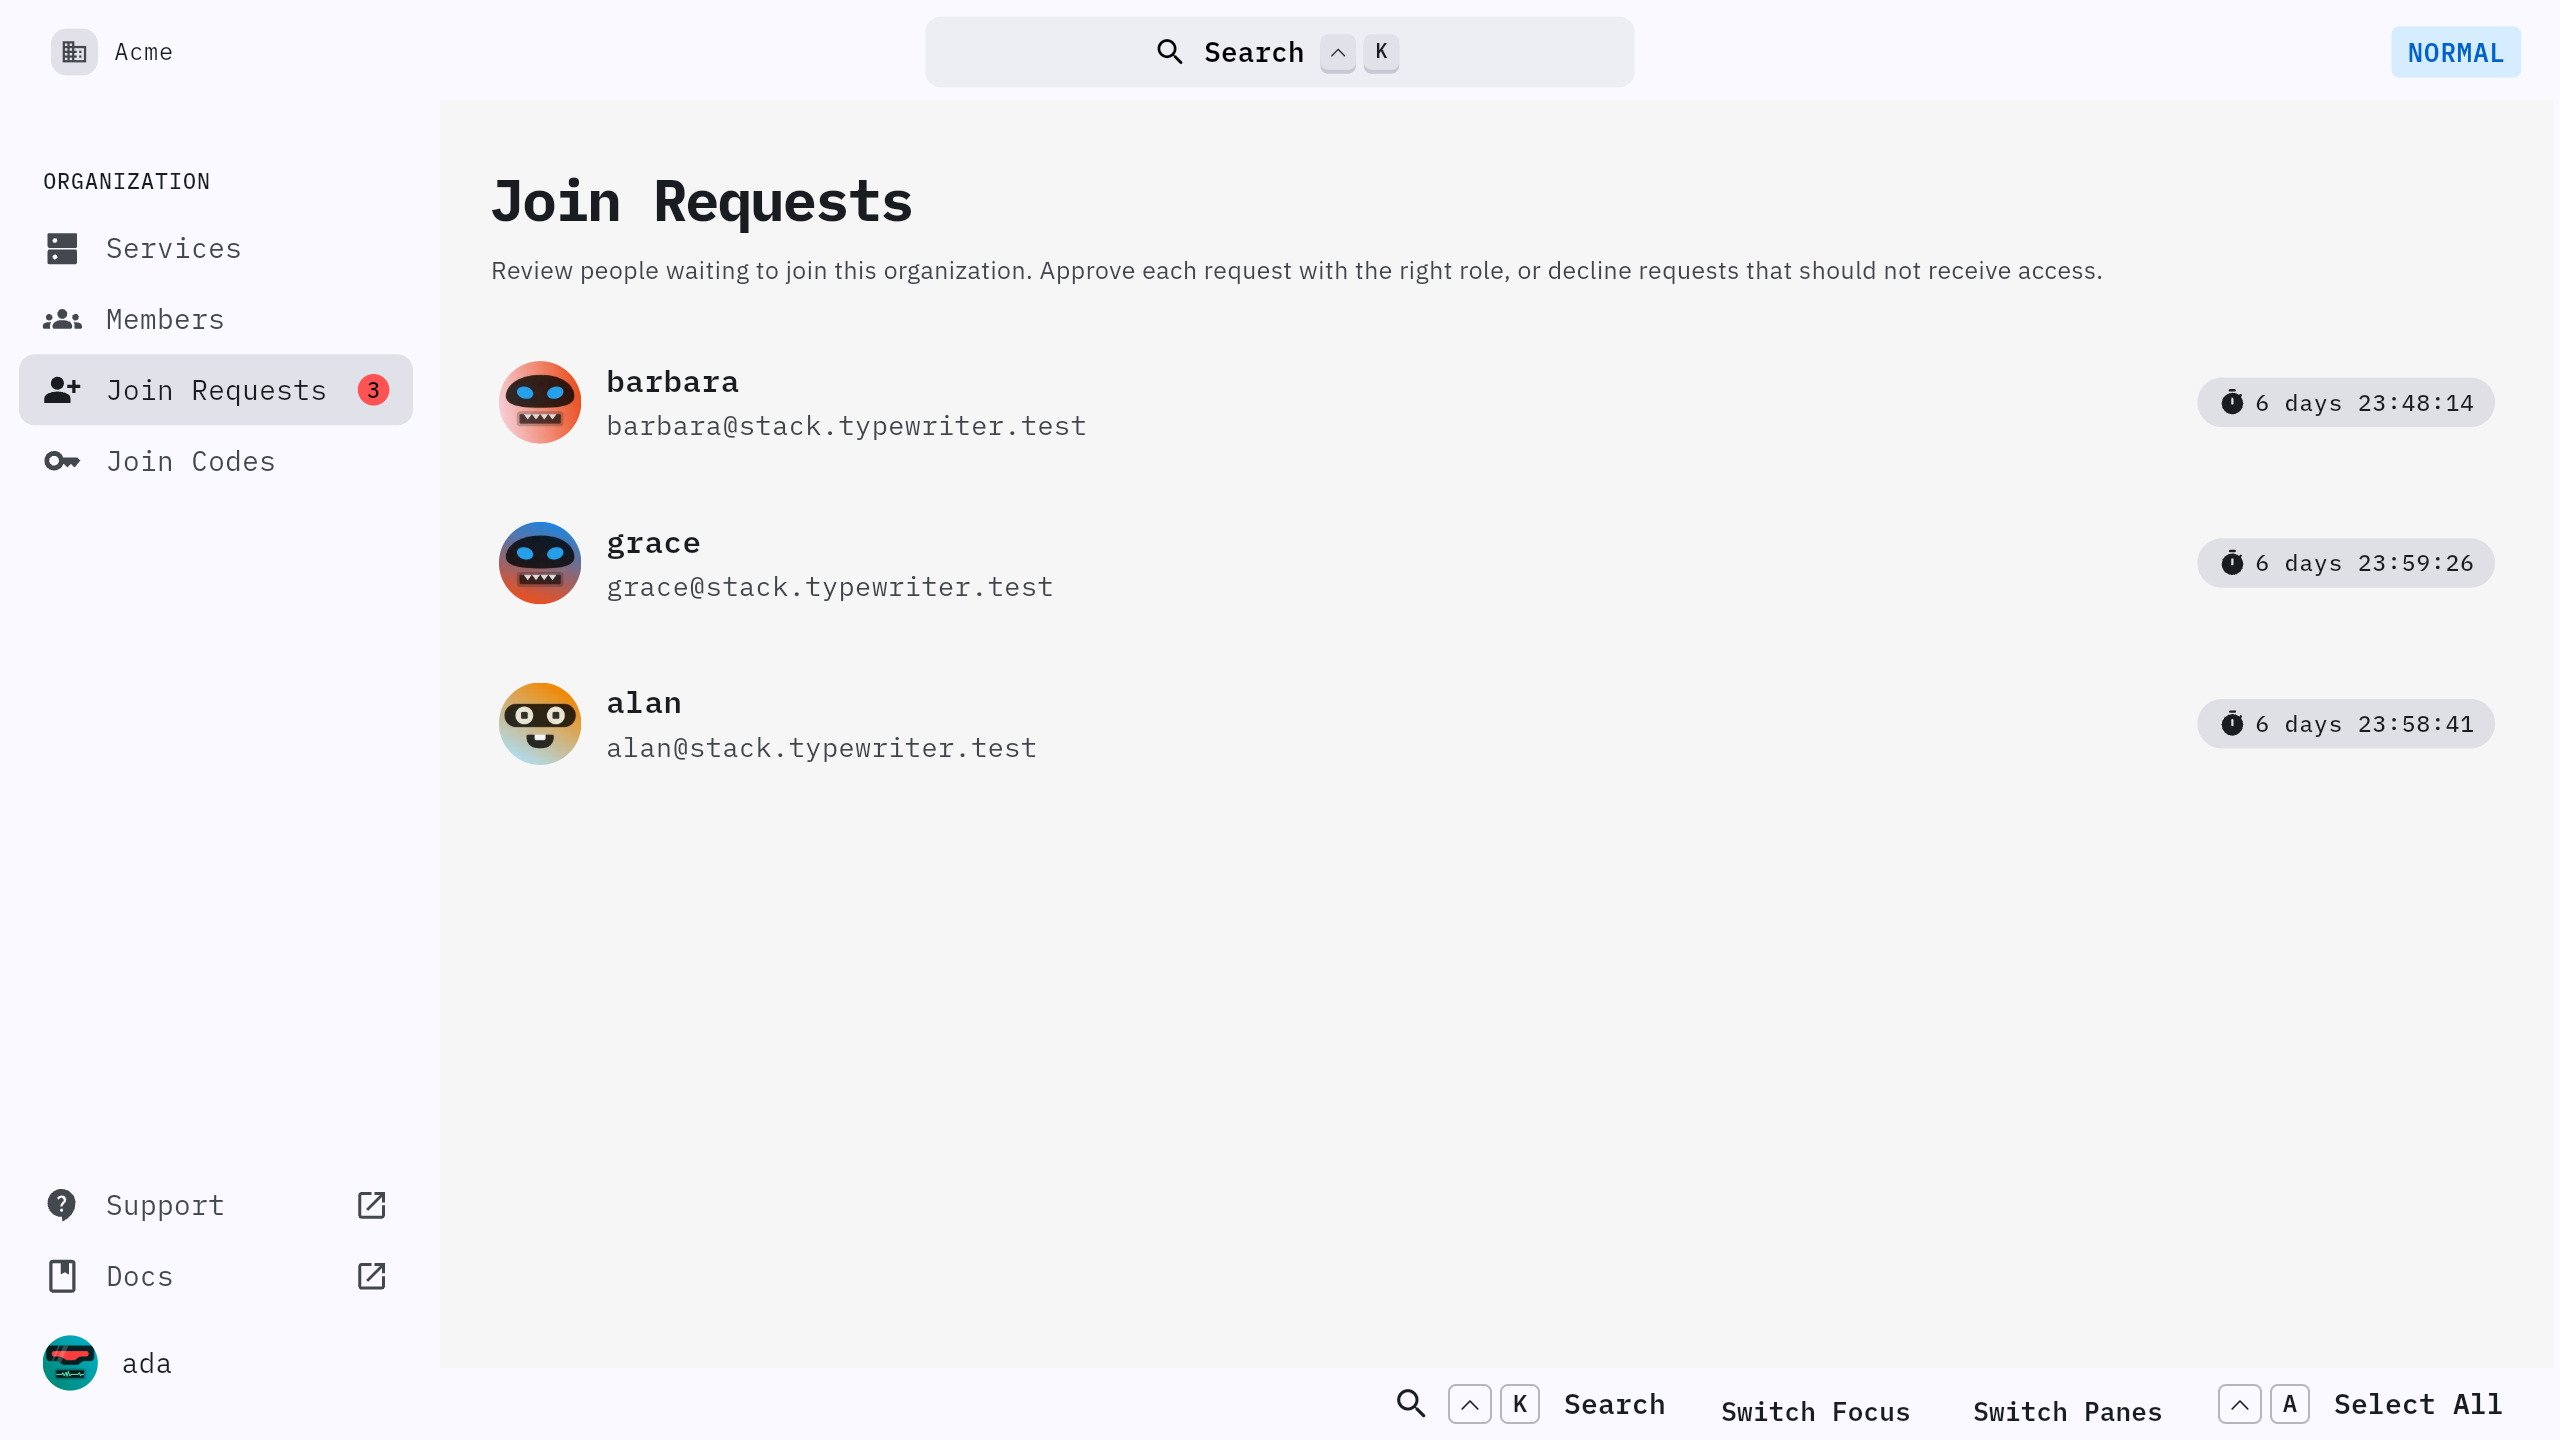 Acme
Search ^ K
NORMAL
ORGANIZATION
Services
Members
Join Requests 3
Join Codes
Join Requests
Review people waiting to join this organization. Approve each request with the right role, or decline requests that should not receive access.
barbara
barbara@stack.typewriter.test
6 days 23:48:14
grace
grace@stack.typewriter.test
6 days 23:59:26
alan
alan@stack.typewriter.test
6 days 23:58:41
Support
Docs
ada
^ K Search
Switch Focus
Switch Panes
^ A Select All